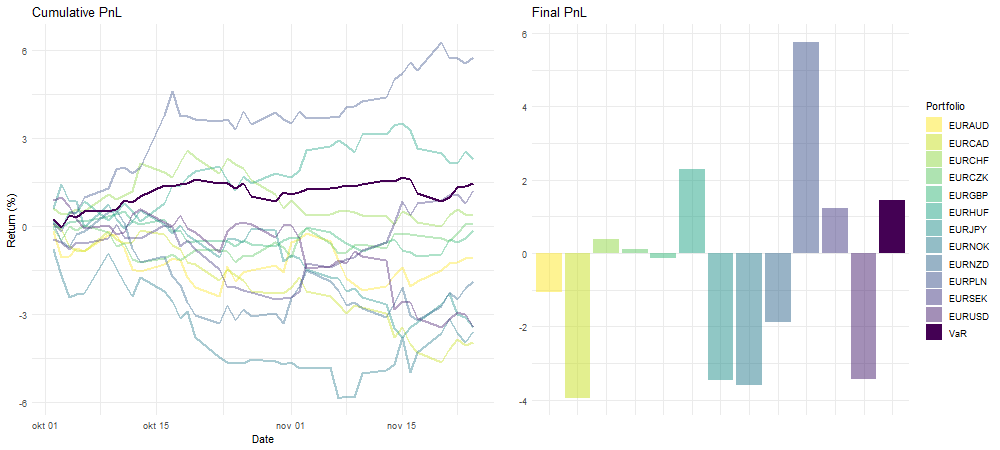 Cumulative PnL
Return (%)
6
3
0
-3
-6
okt 01
okt 15
nov 01
nov 15
Date
Final PnL
6
4
2
0
-2
-4
Portfolio
EURAUD
EURCAD
EURCHF
EURCZK
EURGBP
EURHUF
EURJPY
EURNOK
EURNZD
EURPLN
EURSEK
EURUSD
VaR